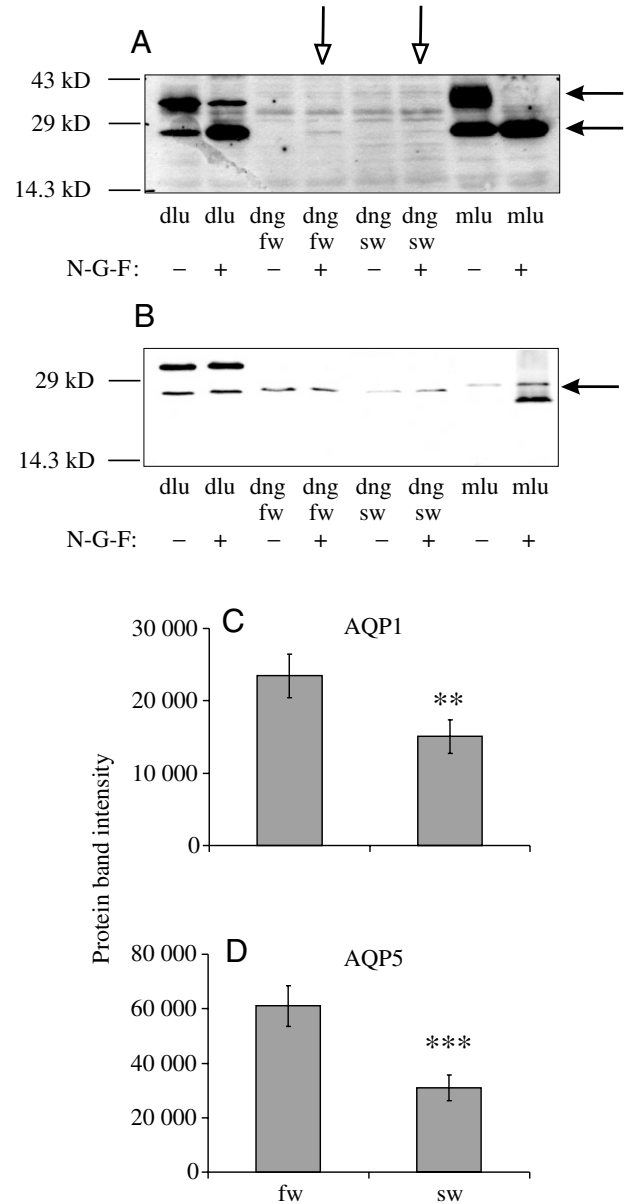 A
43 kD
29 kD
14.3 kD
dlu dlu dng dng dng dng mlu mlu
fw fw sw sw
N-G-F: – + – + – + – +
B
29 kD
14.3 kD
dlu dlu dng dng dng dng mlu mlu
fw fw sw sw
N-G-F: – + – + – + – +
Protein band intensity
C
AQP1
30 000
20 000
10 000
0
**
D
AQP5
80 000
60 000
40 000
20 000
0
***
fw sw